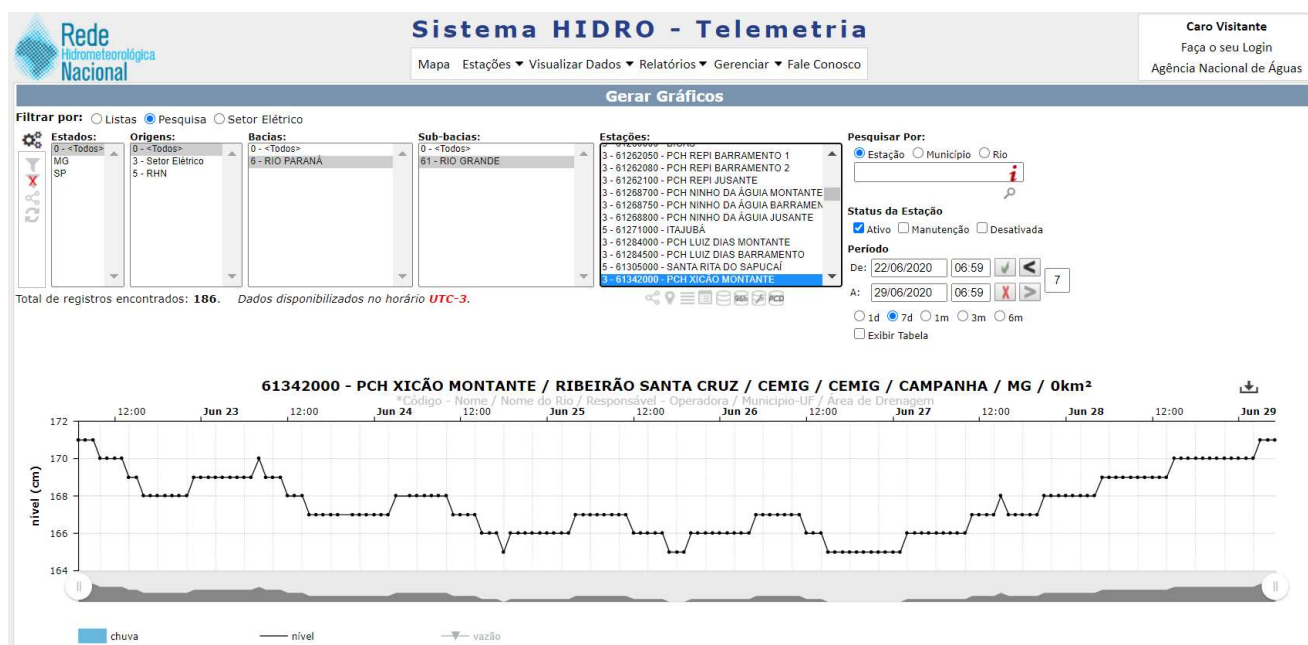 Rede
Hidrometeorológica
Nacional
Sistema HIDRO - Telemetria
Mapa Estações ▼ Visualizar Dados ▼ Relatórios ▼ Gerenciar ▼ Fale Conosco
Caro Visitante
Faça o seu Login
Agência Nacional de Águas
Gerar Gráficos
Filtrar por: Listas Pesquisa Setor Elétrico
Estados:
0 - <Todos>
MG
SP
Origens:
0 - <Todos>
3 - Setor Elétrico
5 - RHN
Bacias:
0 - <Todos>
6 - RIO PARANÁ
Sub-bacias:
0 - <Todos>
61 - RIO GRANDE
Estações:
3 - 61262050 - PCH REPI BARRAMENTO 1
3 - 61262080 - PCH REPI BARRAMENTO 2
3 - 61262100 - PCH REPI JUSANTE
3 - 61268700 - PCH NINHO DA ÁGUIA MONTANTE
3 - 61268750 - PCH NINHO DA ÁGUIA BARRAMEN
3 - 61268800 - PCH NINHO DA ÁGUIA JUSANTE
5 - 61271000 - ITAJUBÁ
3 - 61284000 - PCH LUIZ DIAS MONTANTE
3 - 61284500 - PCH LUIZ DIAS BARRAMENTO
5 - 61305000 - SANTA RITA DO SAPUCAÍ
3 - 61342000 - PCH XICÃO MONTANTE
Pesquisar Por:
Estação Município Rio
i
Status da Estação
Ativo Manutenção Desativada
Período
De: 22/06/2020 06:59 <
7
A: 29/06/2020 06:59 X >
1d 7d 1m 3m 6m
Exibir Tabela
Total de registros encontrados: 186. Dados disponibilizados no horário UTC-3.
96h PCD
61342000 - PCH XICÃO MONTANTE / RIBEIRÃO SANTA CRUZ / CEMIG / CEMIG / CAMPANHA / MG / 0km²
*Código - Nome / Nome do Rio / Responsável - Operadora / Municipio-UF / Área de Drenagem
12:00 Jun 23 12:00 Jun 24 12:00 Jun 25 12:00 Jun 26 12:00 Jun 27 12:00 Jun 28 12:00 Jun 29
172
170
168
166
164
nível (cm)
chuva nível vazão